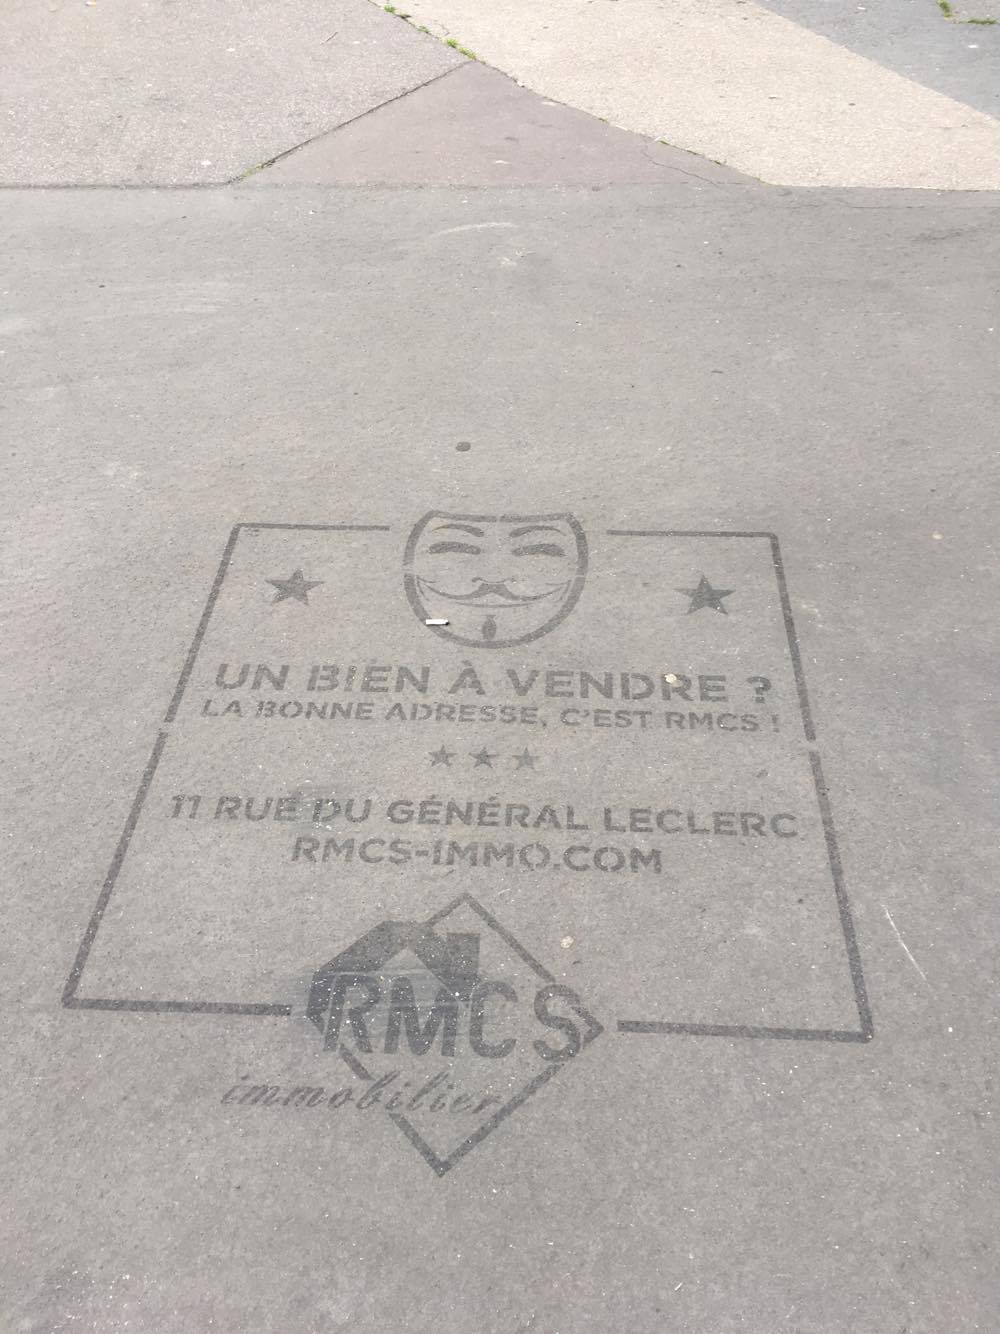 UN BIEN À VENDRE ?
LA BONNE ADRESSE, C'EST RMCS !
11 RUE DU GÉNÉRAL LECLERC
RMCS-IMMO.COM
RMCS
immobilier